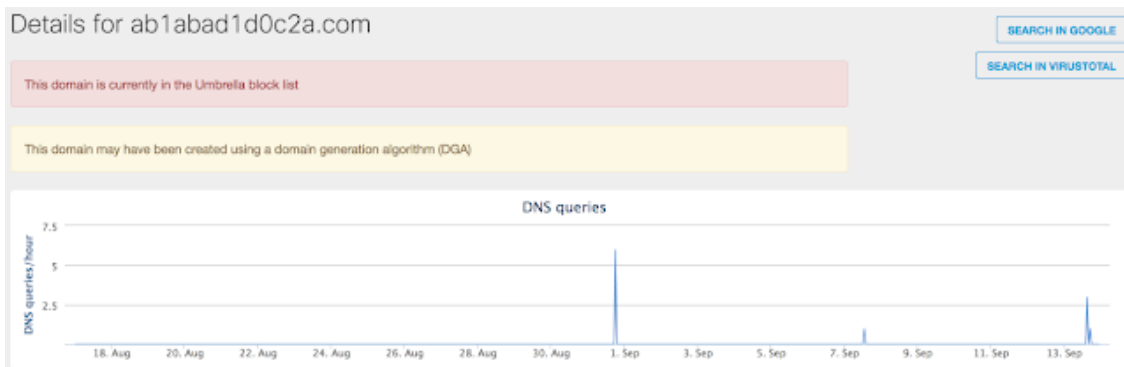 Details for ab1abad1d0c2a.com
SEARCH IN GOOGLE
SEARCH IN VIRUSTOTAL
This domain is currently in the Umbrella block list
This domain may have been created using a domain generation algorithm (DGA)
DNS queries
DNS queries/hour
7.5
5
2.5
18. Aug 20. Aug 22. Aug 24. Aug 26. Aug 28. Aug 30. Aug 1. Sep 3. Sep 5. Sep 7. Sep 9. Sep 11. Sep 13. Sep